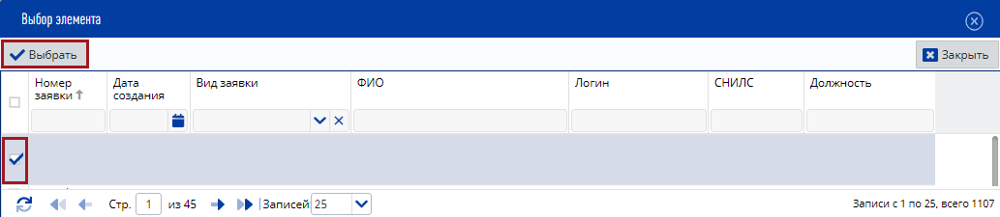 Выбор элемента
Выбрать
Закрыть
Номер заявки
Дата создания
Вид заявки
ФИО
Логин
СНИЛС
Должность
Стр. 1 из 45
Записей 25
Записи с 1 по 25, всего 1107